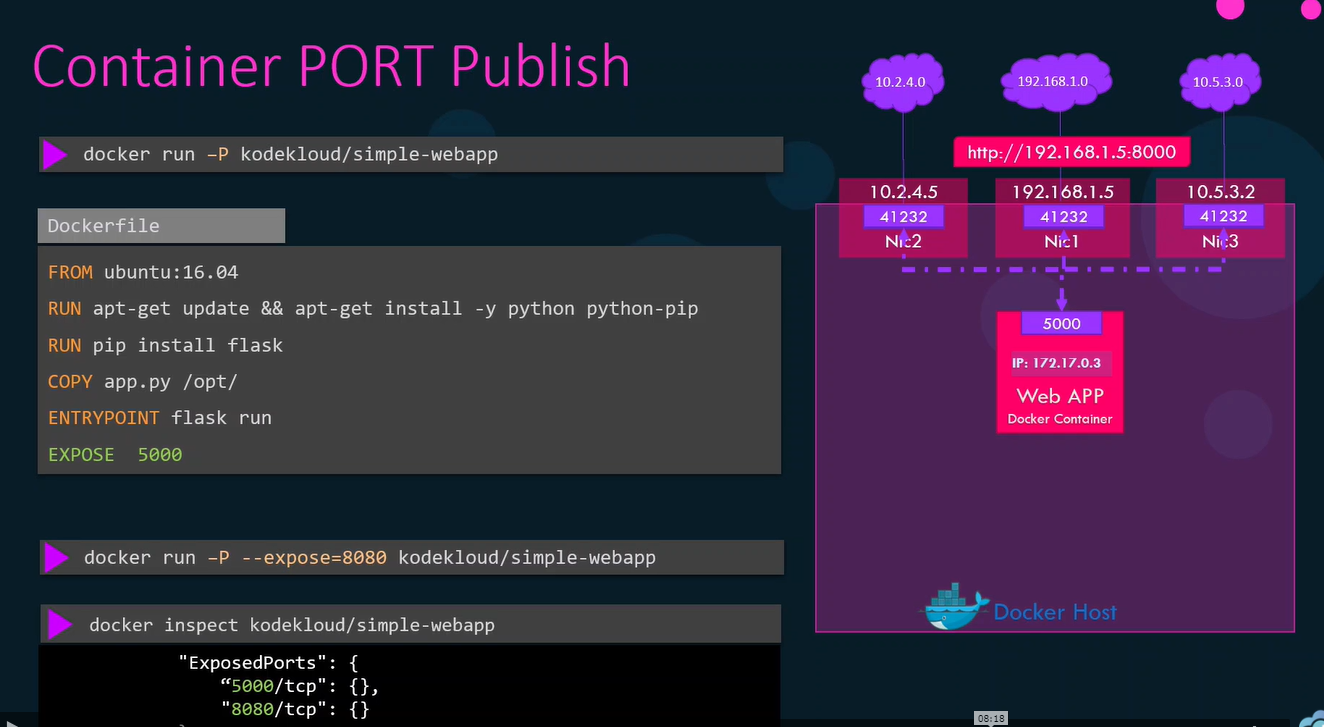 Container PORT Publish
docker run –P kodekloud/simple-webapp
Dockerfile
FROM ubuntu:16.04
RUN apt-get update && apt-get install -y python python-pip
RUN pip install flask
COPY app.py /opt/
ENTRYPOINT flask run
EXPOSE 5000
docker run –P --expose=8080 kodekloud/simple-webapp
docker inspect kodekloud/simple-webapp
"ExposedPorts": {
“5000/tcp": {},
"8080/tcp": {}
10.2.4.0
192.168.1.0
10.5.3.0
http://192.168.1.5:8000
10.2.4.5
192.168.1.5
10.5.3.2
41232
41232
41232
Nic2
Nic1
Nic3
5000
IP: 172.17.0.3
Web APP
Docker Container
Docker Host
08:18